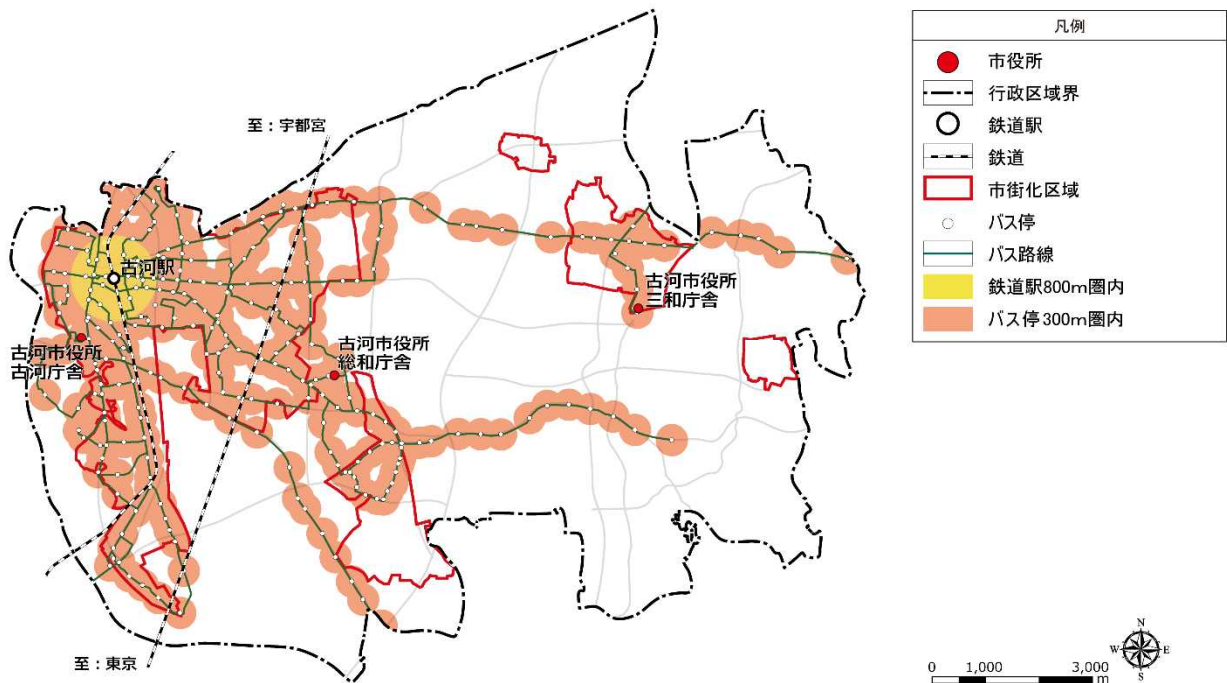 至：宇都宮
古河駅
古河市役所
三和庁舎
古河市役所
古河庁舎
古河市役所
総和庁舎
至：東京
凡例
市役所
行政区域界
鉄道駅
鉄道
市街化区域
バス停
バス路線
鉄道駅800m圏内
バス停300m圏内
N
W E
S
0 1,000 3,000
m